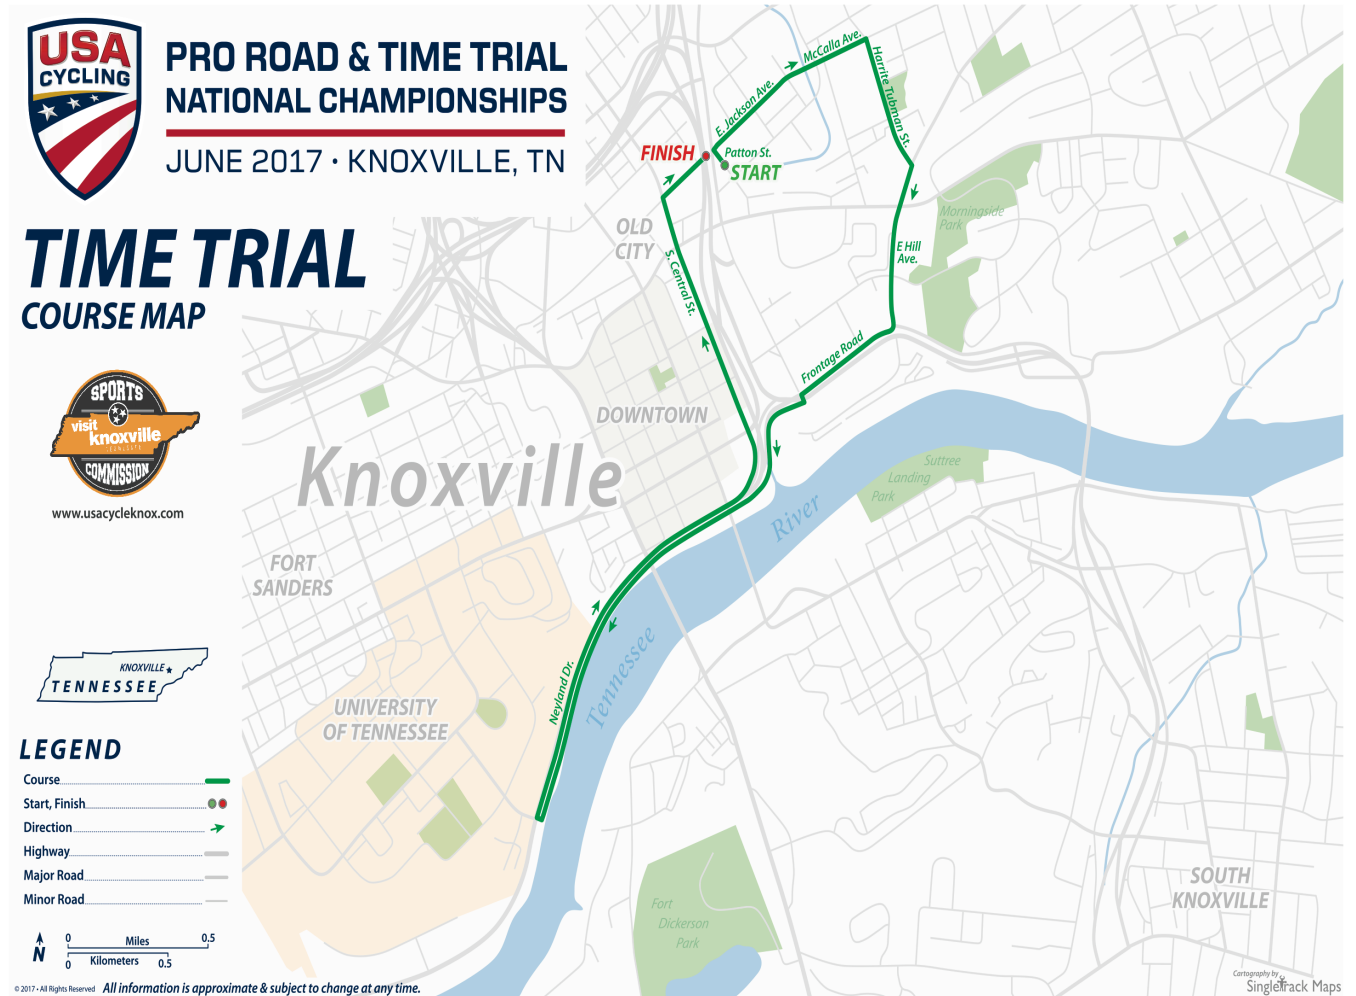 USA
CYCLING
PRO ROAD & TIME TRIAL
NATIONAL CHAMPIONSHIPS
JUNE 2017 • KNOXVILLE, TN
TIME TRIAL
COURSE MAP
SPORTS
visit
knoxville
COMMISSION
www.usacycleknox.com
KNOXVILLE
TENNESSEE
LEGEND
Course
Start, Finish
Direction
Highway
Major Road
Minor Road
N
0 Miles 0.5
0 Kilometers 0.5
© 2017 • All Rights Reserved
All information is approximate & subject to change at any time.
McCalla Ave.
Harrite Tubman St.
E. Jackson Ave.
FINISH
Patton St.
START
OLD
CITY
Morningside
Park
E Hill
Ave.
S. Central St.
Frontage Road
DOWNTOWN
Knoxville
Suttree
Landing
Park
River
FORT
SANDERS
Tennessee
Neyland Dr.
UNIVERSITY
OF TENNESSEE
Fort
Dickerson
Park
SOUTH
KNOXVILLE
Cartography by
SingleTrack Maps